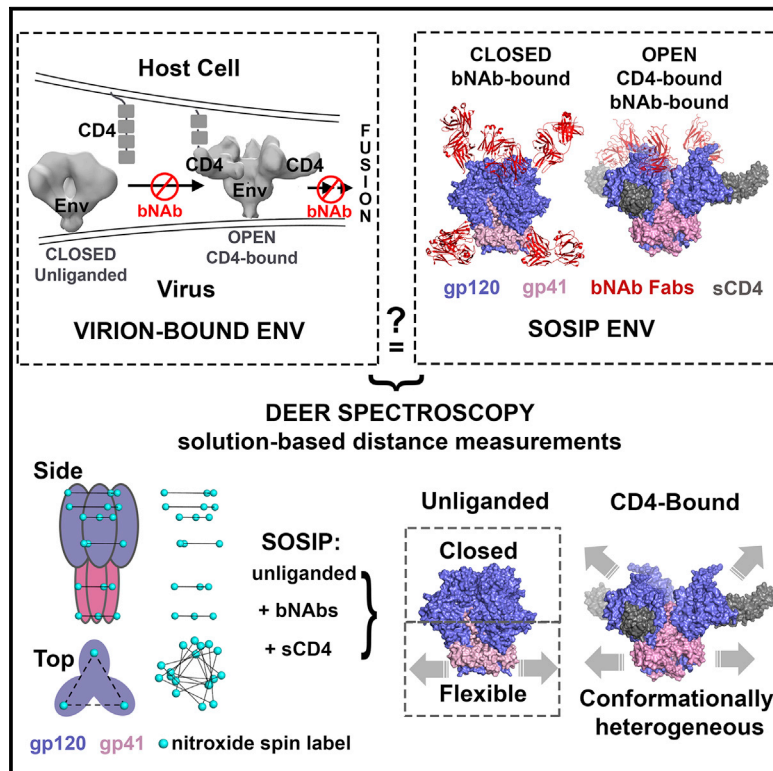 Host Cell
CD4
CD4
CD4
Env
Env
bNAb
bNAb
FUSION
CLOSED
Unliganded
OPEN
CD4-bound
Virus
VIRION-BOUND ENV
CLOSED
bNAb-bound
OPEN
CD4-bound
bNAb-bound
gp120 gp41 bNAb Fabs sCD4
SOSIP ENV
?
=
}
DEER SPECTROSCOPY
solution-based distance measurements
Side
Top
gp120 gp41 nitroxide spin label
SOSIP:
unliganded
+ bNAbs
+ sCD4
}
Unliganded
Closed
Flexible
CD4-Bound
Conformationally
heterogeneous